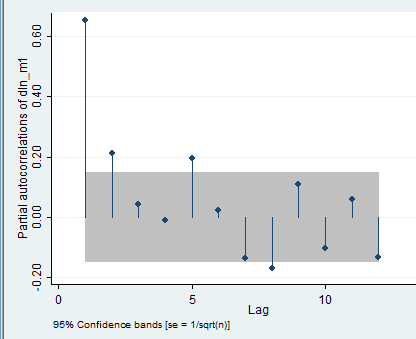 Partial autocorrelations of dln_m1
0.60
0.40
0.20
0.00
-0.20
0
5
10
Lag
95% Confidence bands [se = 1/sqrt(n)]